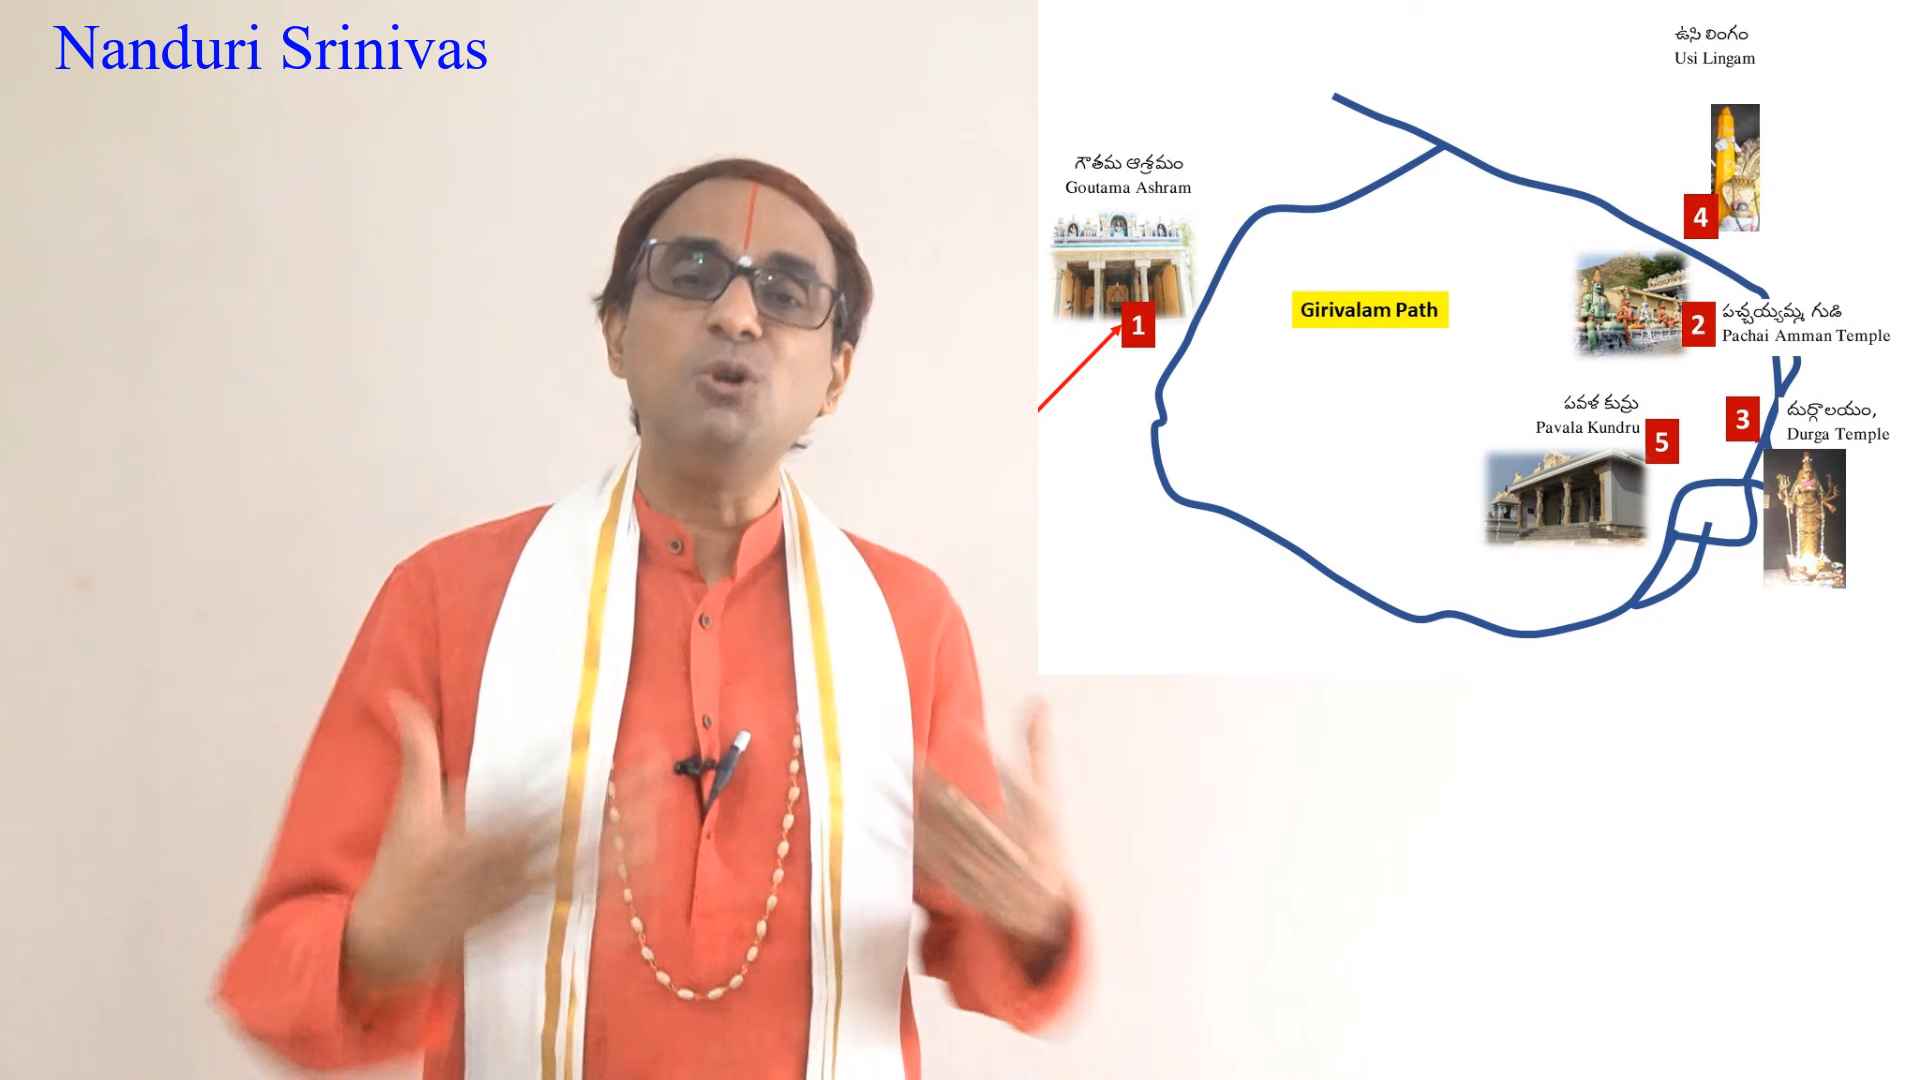 Nanduri Srinivas
ఉసి లింగం
Usi Lingam
గౌతమ ఆశ్రమం
Goutama Ashram
4
1
Girivalam Path
2
పచ్చయ్యమ్మ గుడి
Pachai Amman Temple
పవళ కున్రు
Pavala Kundru
5
3
దుర్గాలయం,
Durga Temple